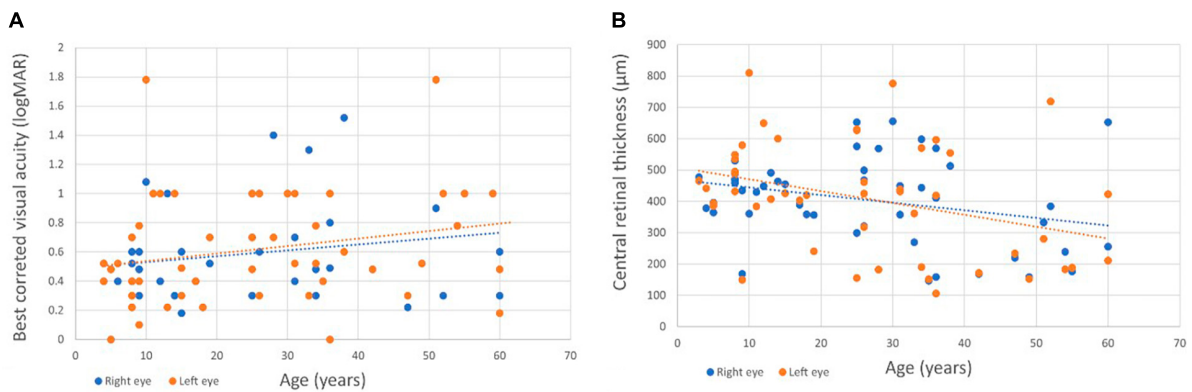 A
Best correted visual acuity (logMAR)
2
1.8
1.6
1.4
1.2
1
0.8
0.6
0.4
0.2
0
0 10 20 30 40 50 60 70
Age (years)
Right eye Left eye
B
Central retinal thickness (µm)
900
800
700
600
500
400
300
200
100
0
0 10 20 30 40 50 60 70
Age (years)
Right eye Left eye